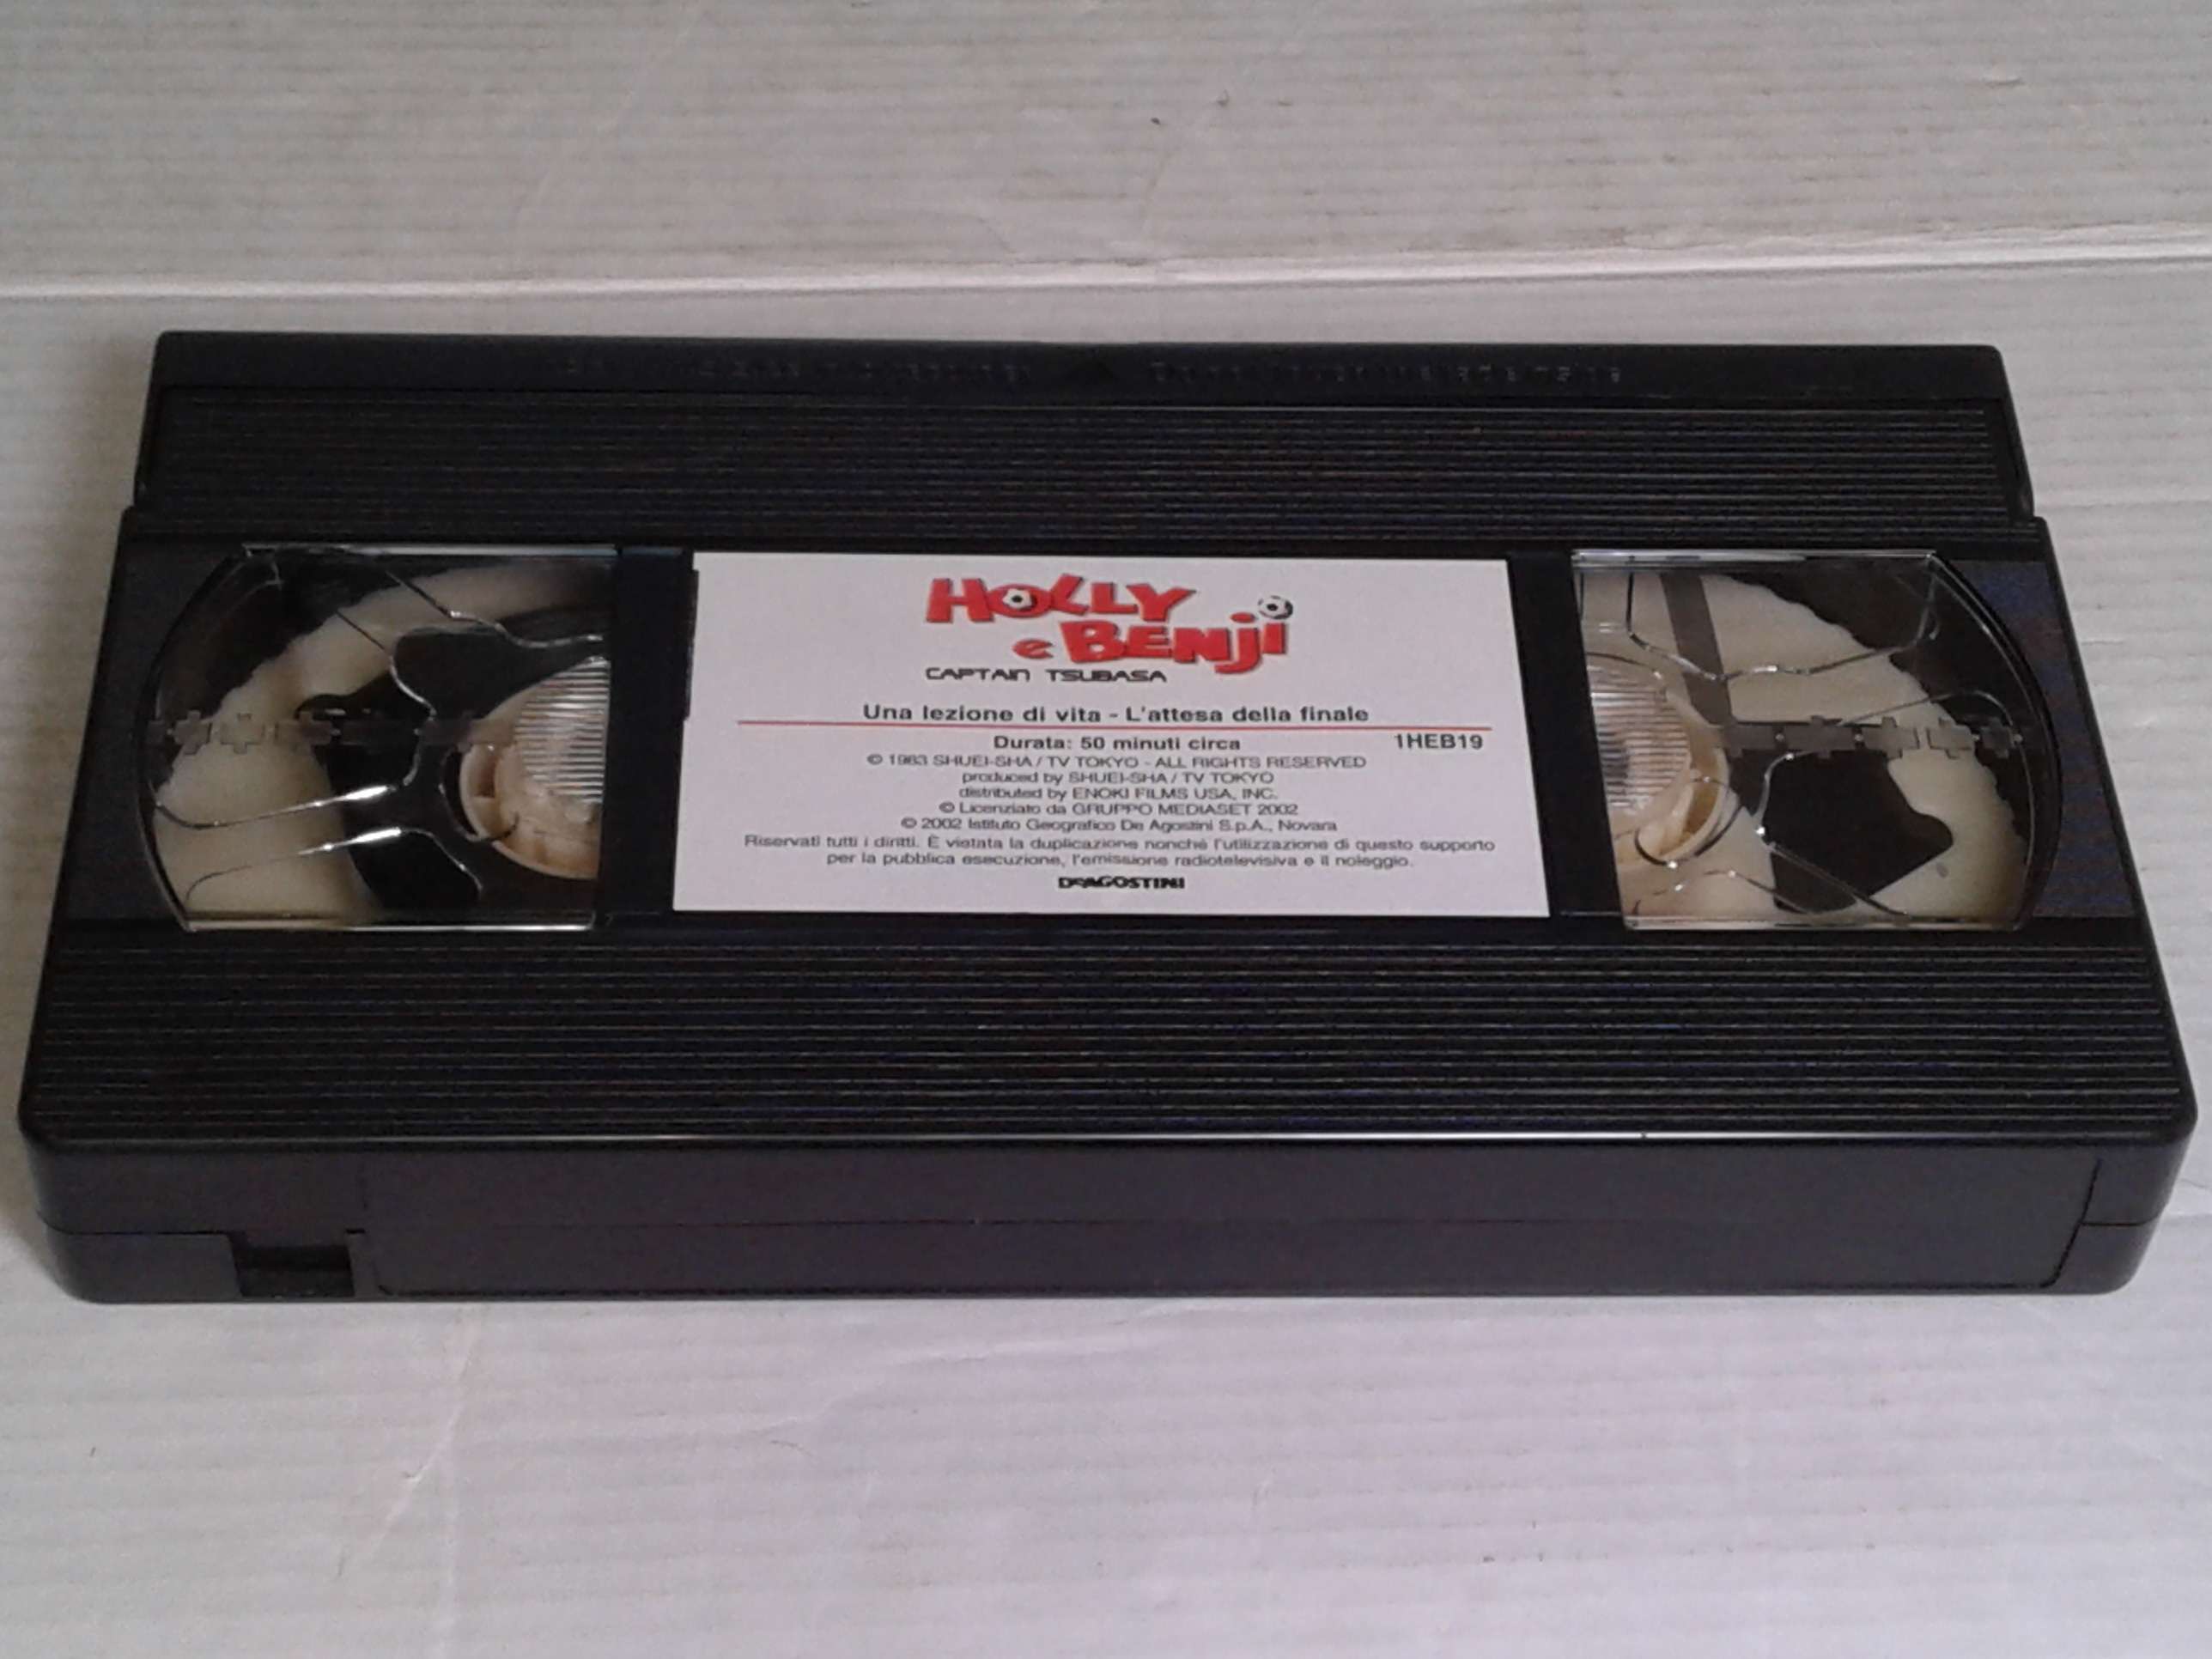 HOLLY
e BENJI
CAPTAIN TSUBASA
Una lezione di vita - L'attesa della finale
Durata: 50 minuti circa 1HEB19
© 1983 SHUEI-SHA / TV TOKYO - ALL RIGHTS RESERVED
produced by SHUEI-SHA / TV TOKYO
distributed by ENOKI FILMS USA, INC.
© Licenziato da GRUPPO MEDIASET 2002
© 2002 Istituto Geografico De Agostini S.p.A., Novara
Riservati tutti i diritti. È vietata la duplicazione nonché l'utilizzazione di questo supporto
per la pubblica esecuzione, l'emissione radiotelevisiva e il noleggio.
DeAGOSTINI